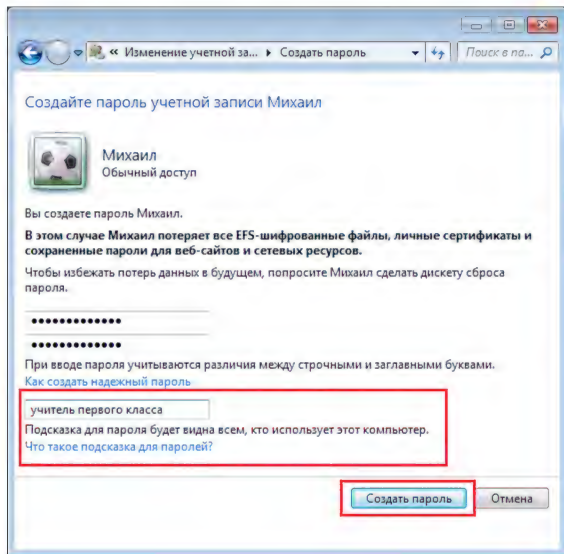 « Изменение учетной за... ▸ Создать пароль
Поиск в па...
Создайте пароль учетной записи Михаил
Михаил
Обычный доступ
Вы создаете пароль Михаил.
В этом случае Михаил потеряет все EFS-шифрованные файлы, личные сертификаты и
сохраненные пароли для веб-сайтов и сетевых ресурсов.
Чтобы избежать потерь данных в будущем, попросите Михаил сделать дискету сброса
пароля.
•••••••••••••
•••••••••••••
При вводе пароля учитываются различия между строчными и заглавными буквами.
Как создать надежный пароль
учитель первого класса
Подсказка для пароля будет видна всем, кто использует этот компьютер.
Что такое подсказка для паролей?
Создать пароль
Отмена